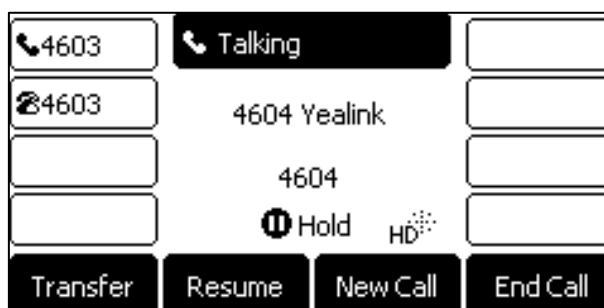 4603
Talking
4603
4604 Yealink
4604
Hold HD
Transfer
Resume
New Call
End Call